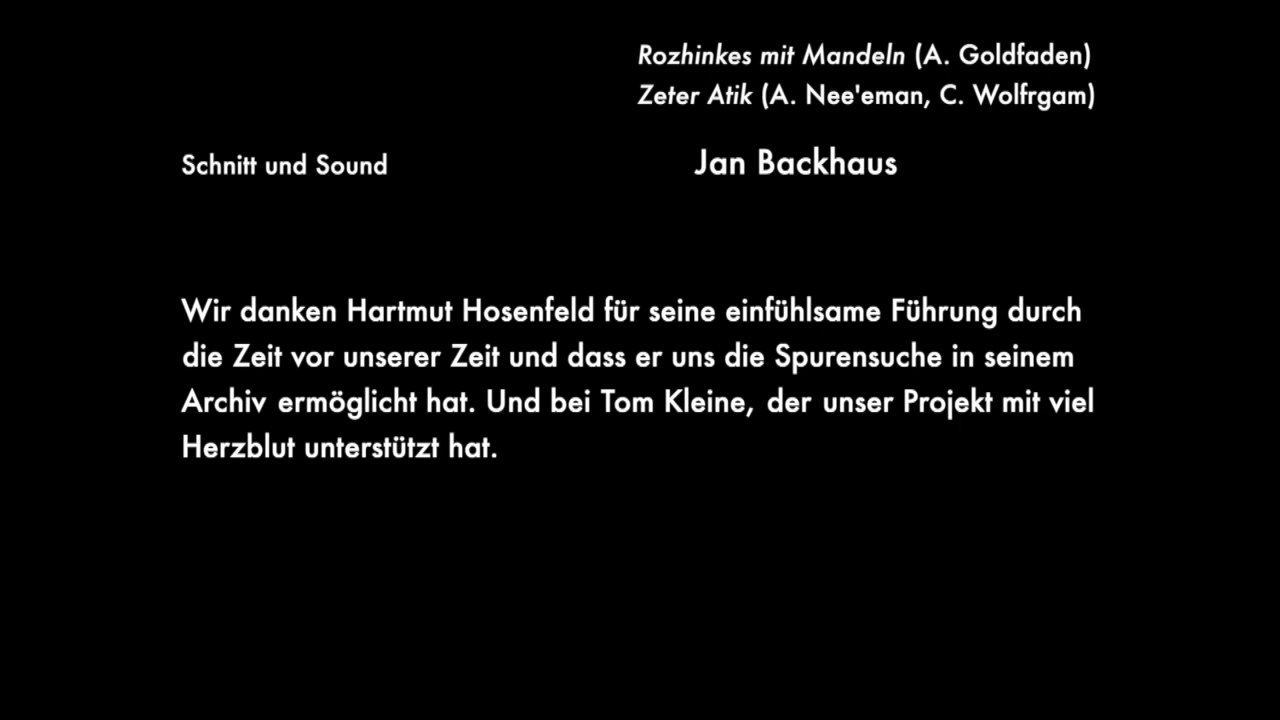 Rozhinkes mit Mandeln (A. Goldfaden)
Zeter Atik (A. Nee'eman, C. Wolfrgam)
Schnitt und Sound Jan Backhaus
Wir danken Hartmut Hosenfeld für seine einfühlsame Führung durch
die Zeit vor unserer Zeit und dass er uns die Spurensuche in seinem
Archiv ermöglicht hat. Und bei Tom Kleine, der unser Projekt mit viel
Herzblut unterstützt hat.